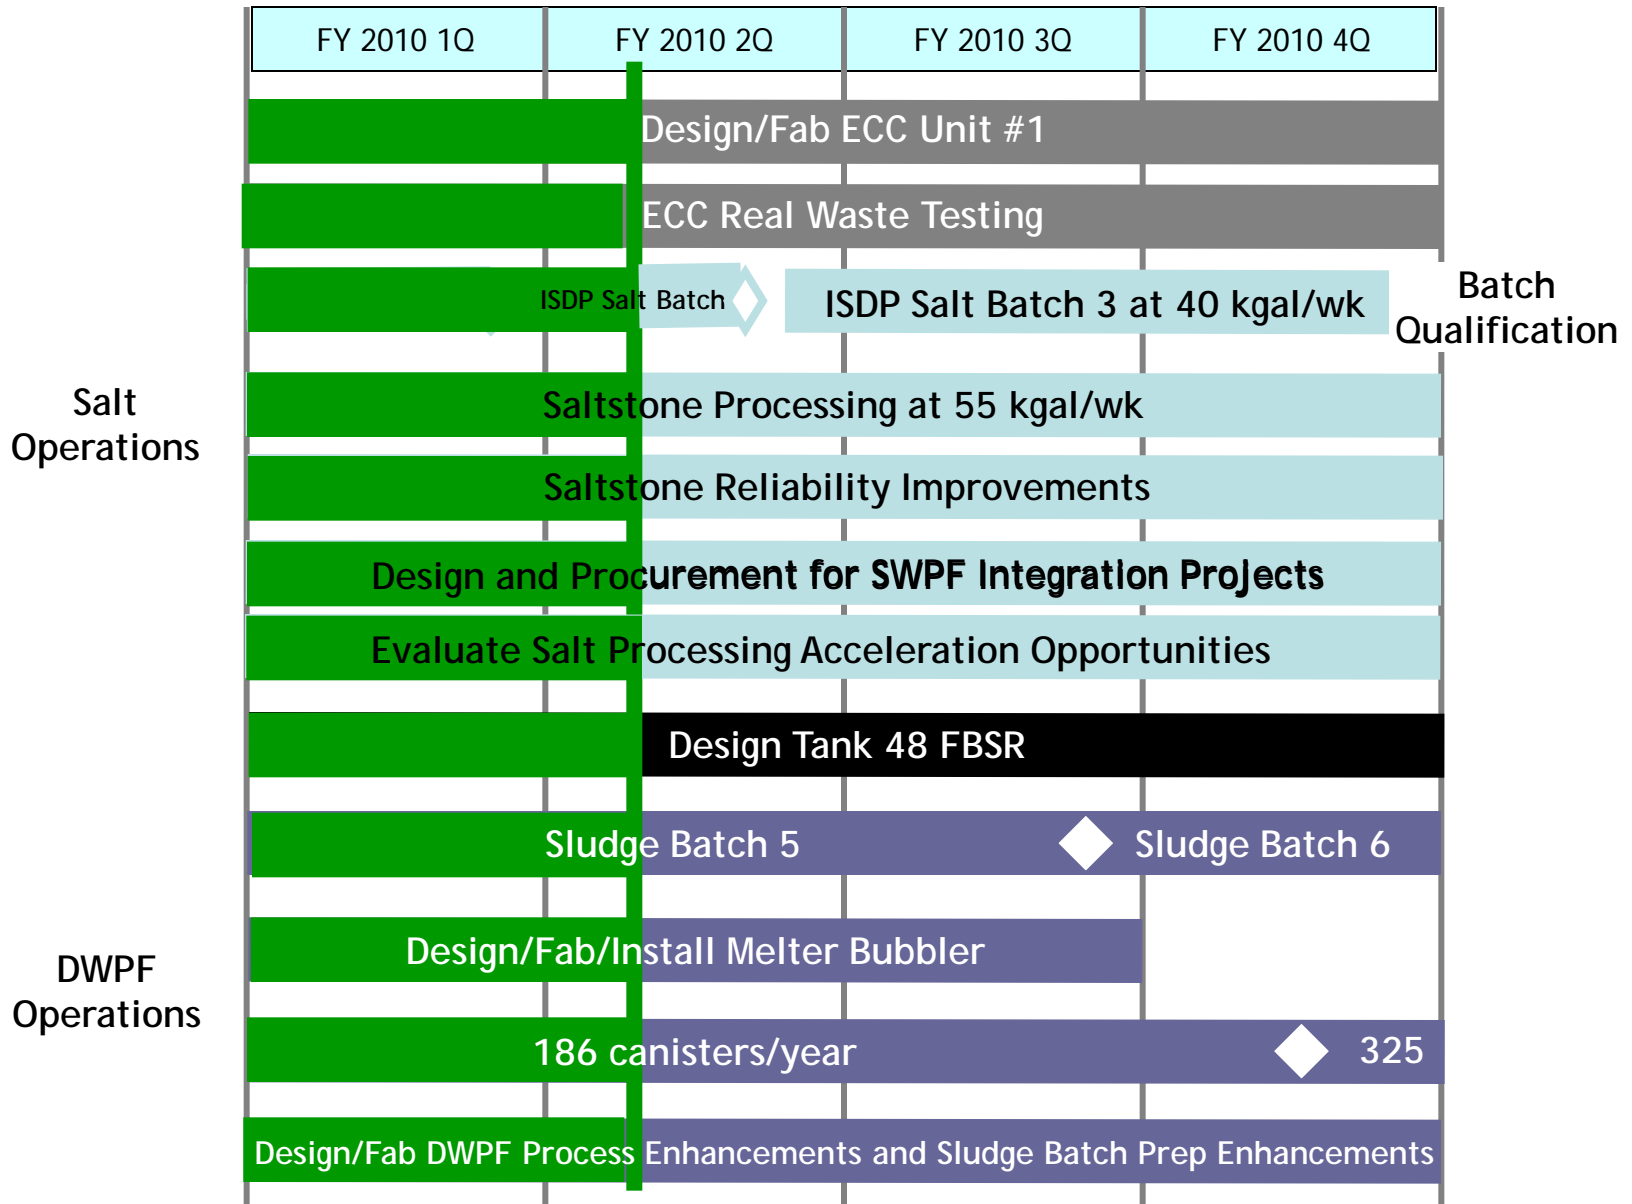 FY 2010 1Q
FY 2010 2Q
FY 2010 3Q
FY 2010 4Q
Design/Fab ECC Unit #1
ECC Real Waste Testing
ISDP Salt Batch
ISDP Salt Batch 3 at 40 kgal/wk
Batch
Qualification
Salt
Operations
Saltstone Processing at 55 kgal/wk
Saltstone Reliability Improvements
Design and Procurement for SWPF Integration Projects
Evaluate Salt Processing Acceleration Opportunities
Design Tank 48 FBSR
Sludge Batch 5
Sludge Batch 6
DWPF
Operations
Design/Fab/Install Melter Bubbler
186 canisters/year
325
Design/Fab DWPF Process Enhancements and Sludge Batch Prep Enhancements